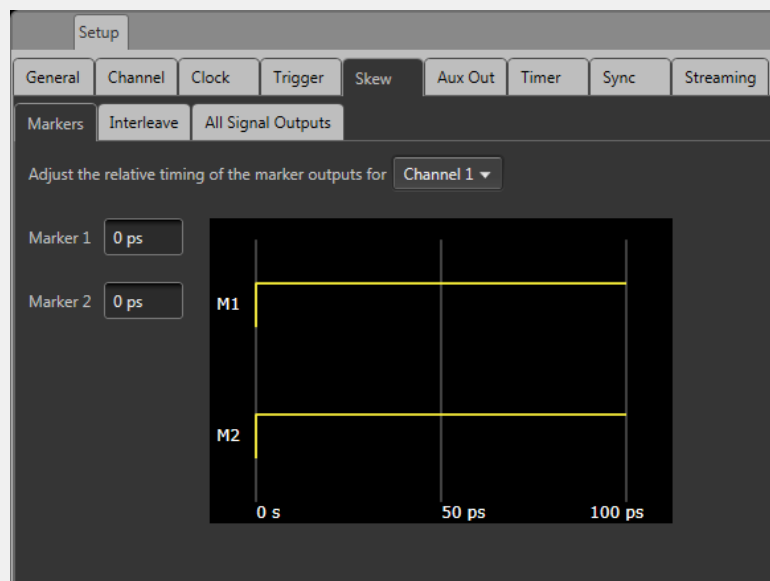 Setup
General Channel Clock Trigger Skew Aux Out Timer Sync Streaming
Markers Interleave All Signal Outputs
Adjust the relative timing of the marker outputs for Channel 1
Marker 1 0 ps
Marker 2 0 ps
M1
M2
0 s 50 ps 100 ps